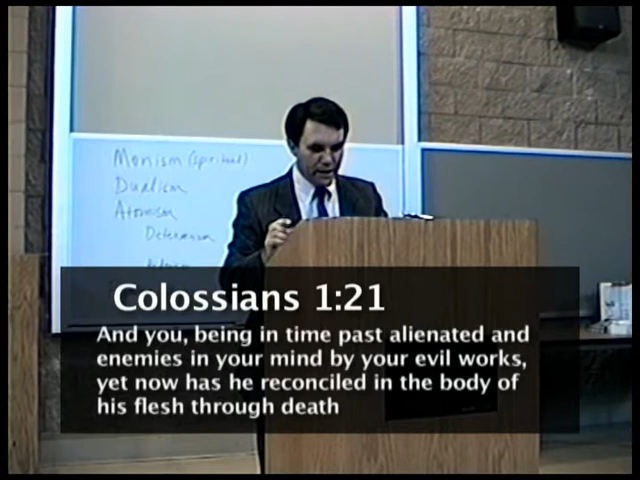 Monism (spiritual)
Dualism
Atomism
Determinism
Colossians 1:21
And you, being in time past alienated and
enemies in your mind by your evil works,
yet now has he reconciled in the body of
his flesh through death